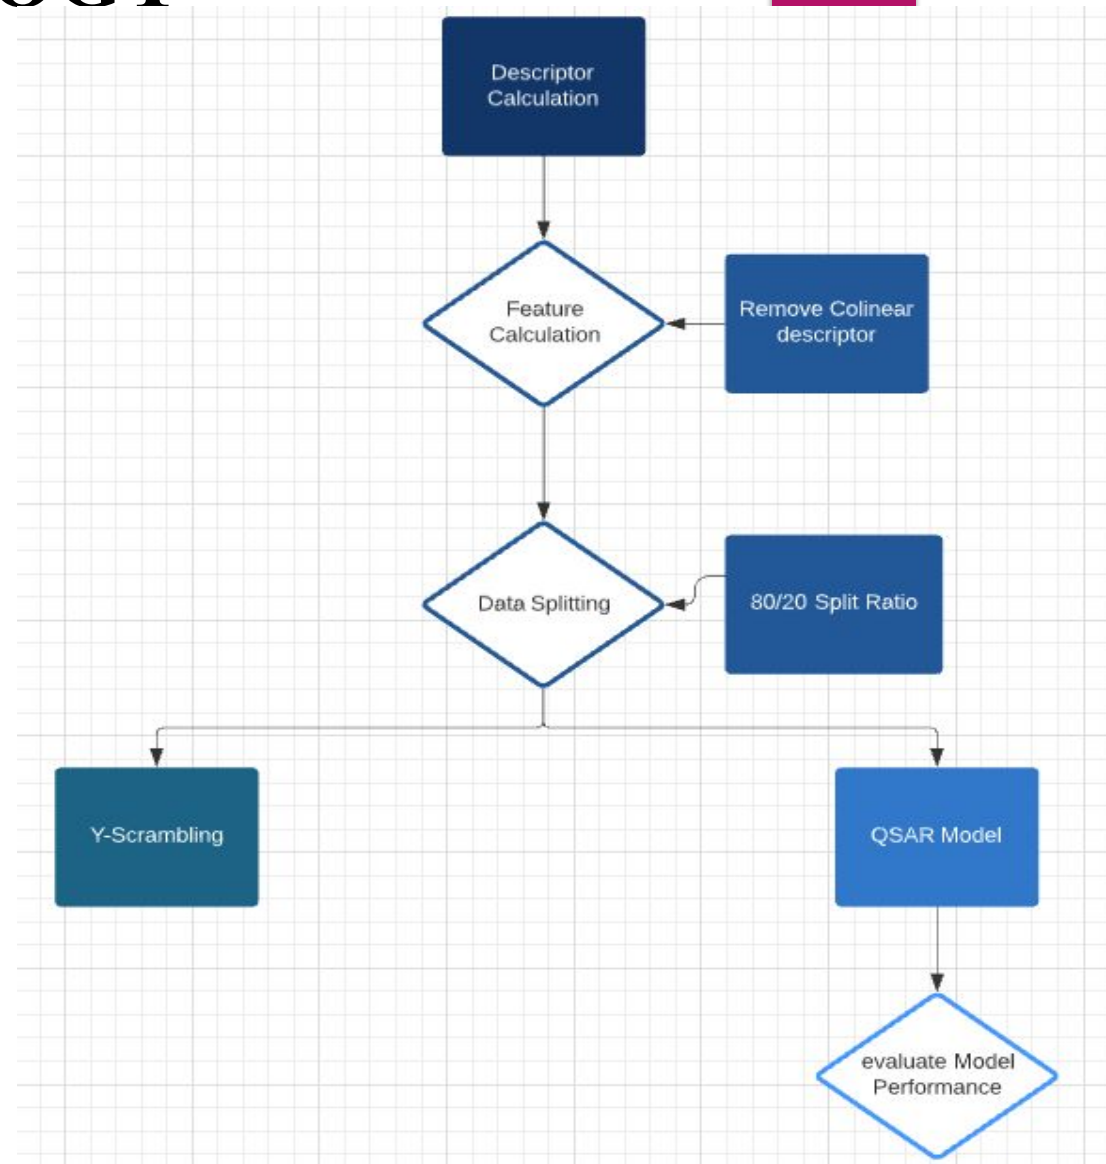 Descriptor
Calculation
Feature
Calculation
Remove Colinear
descriptor
Data Splitting
80/20 Split Ratio
Y-Scrambling
QSAR Model
evaluate Model
Performance